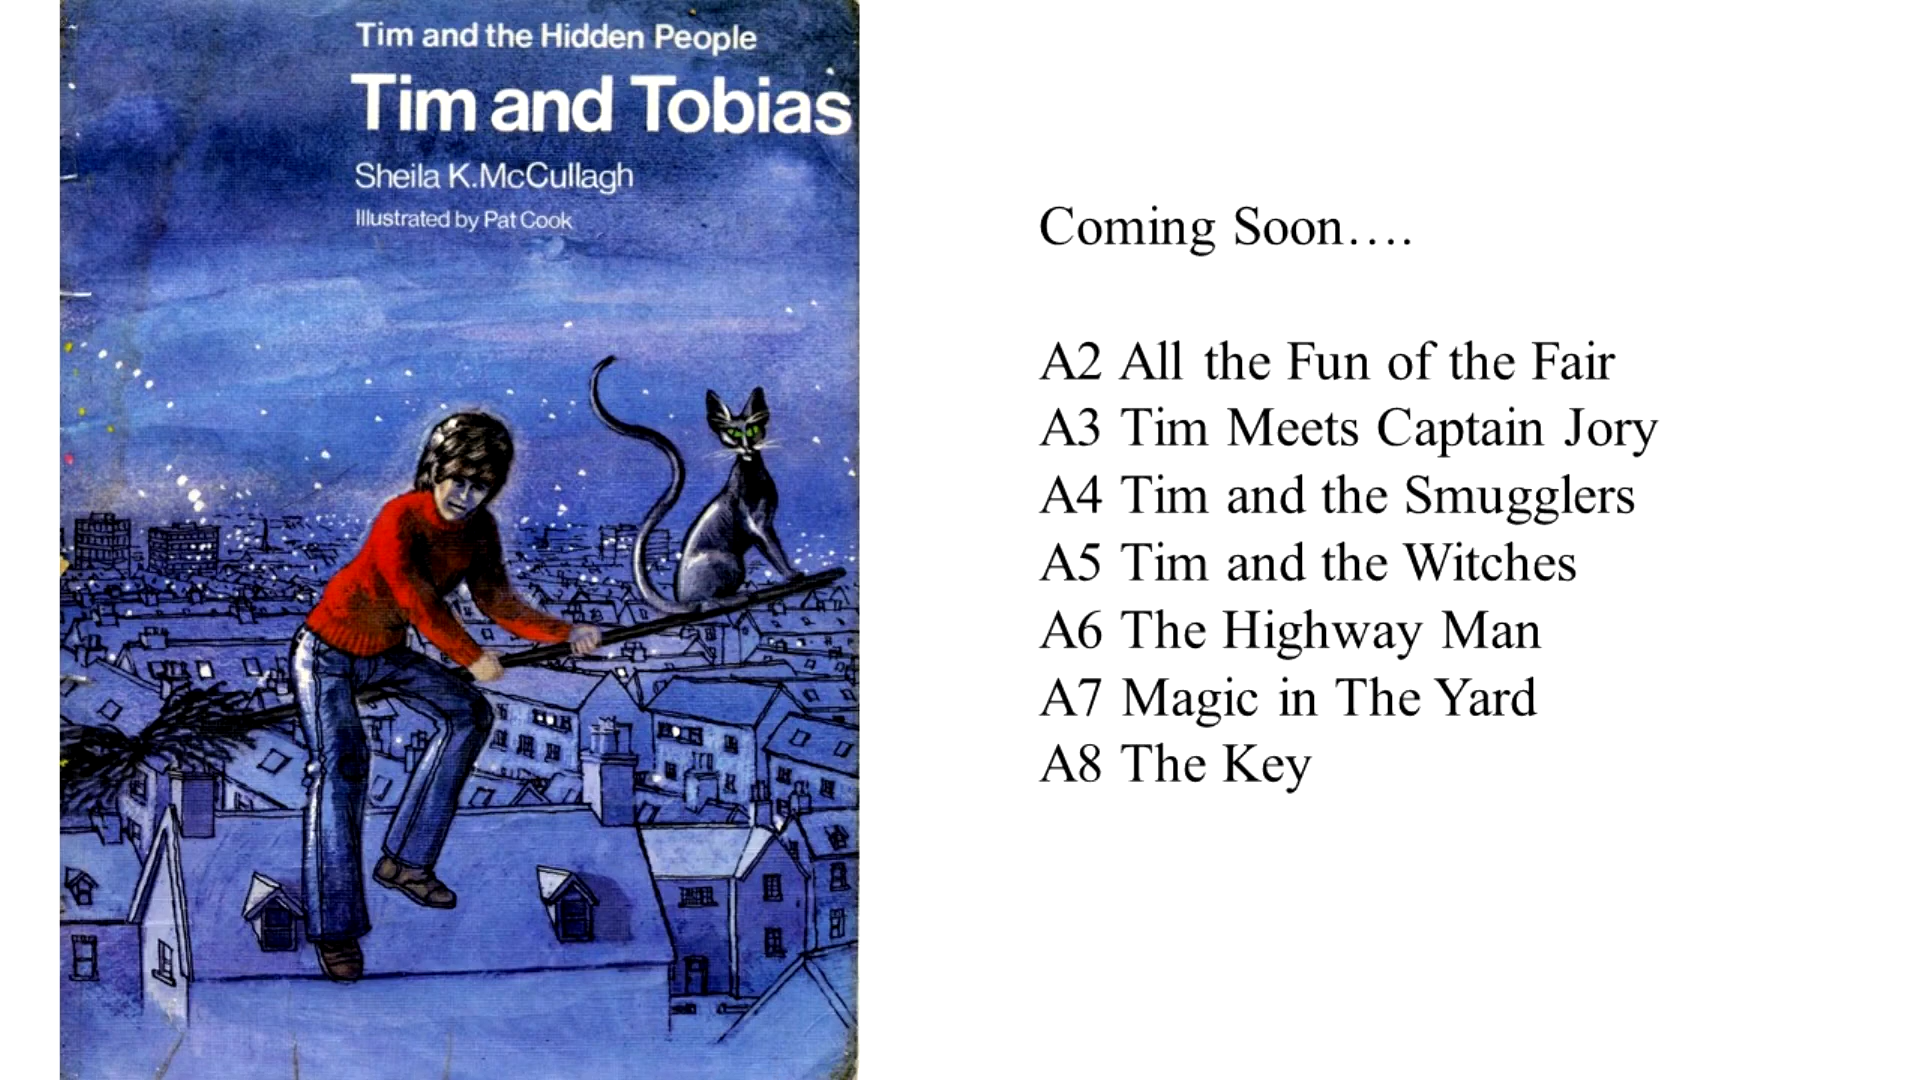 Tim and the Hidden People
Tim and Tobias
Sheila K.McCullagh
Illustrated by Pat Cook
Coming Soon….
A2 All the Fun of the Fair
A3 Tim Meets Captain Jory
A4 Tim and the Smugglers
A5 Tim and the Witches
A6 The Highway Man
A7 Magic in The Yard
A8 The Key